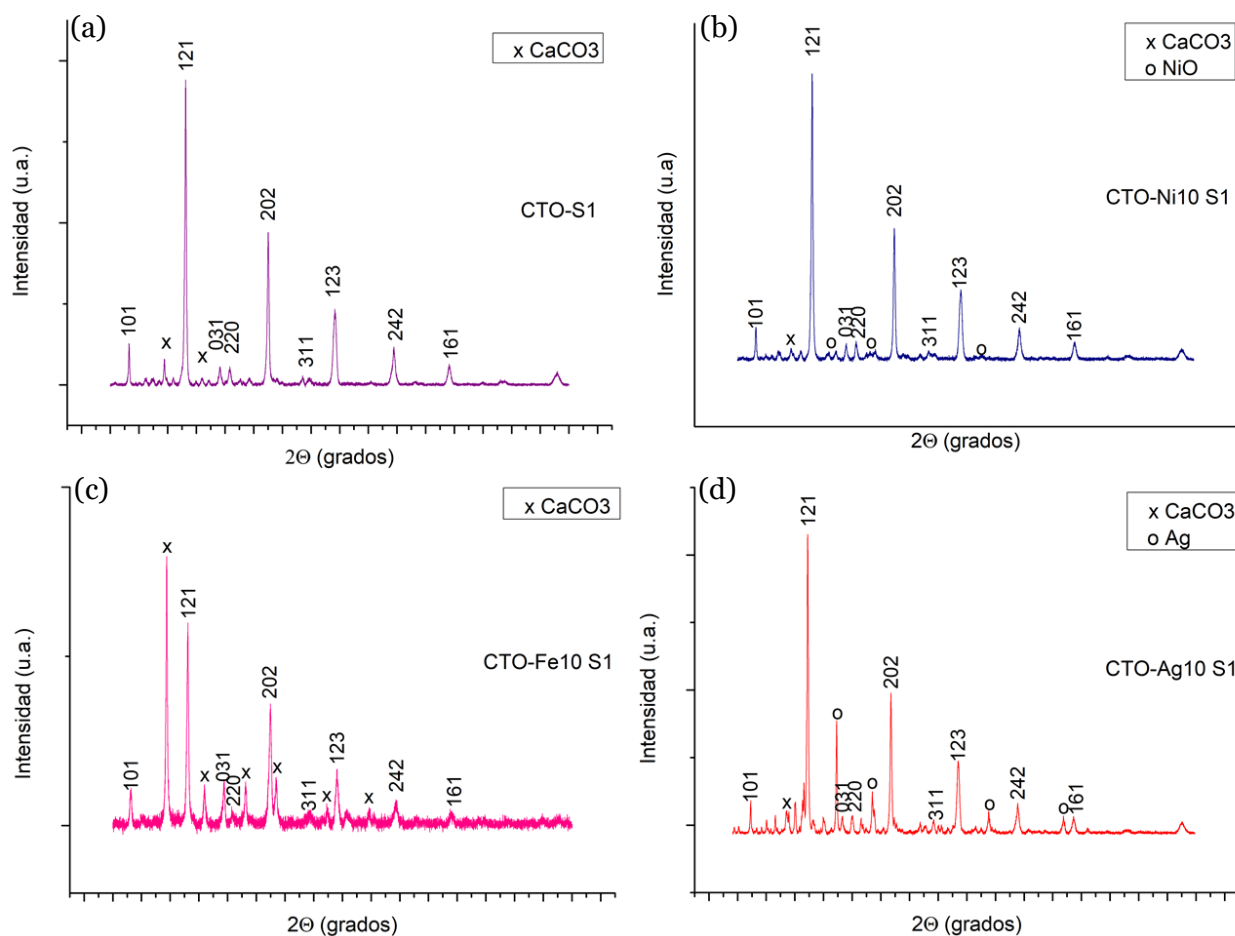 (a)
x CaCO3
121
202
CTO-S1
123
101
x
x
031
220
311
242
161
Intensidad (u.a.)
2Θ (grados)
(b)
x CaCO3
o NiO
121
202
CTO-Ni10 S1
123
101
x
o
031
220
o
311
o
242
161
Intensidad (u.a)
2Θ (grados)
(c)
x CaCO3
x
121
202
CTO-Fe10 S1
123
101
x
031
220
x
x
311
x
x
242
161
Intensidad (u.a.)
2Θ (grados)
(d)
x CaCO3
o Ag
121
202
CTO-Ag10 S1
o
123
101
x
031
220
o
311
o
242
o
161
Intensidad (u.a.)
2Θ (grados)